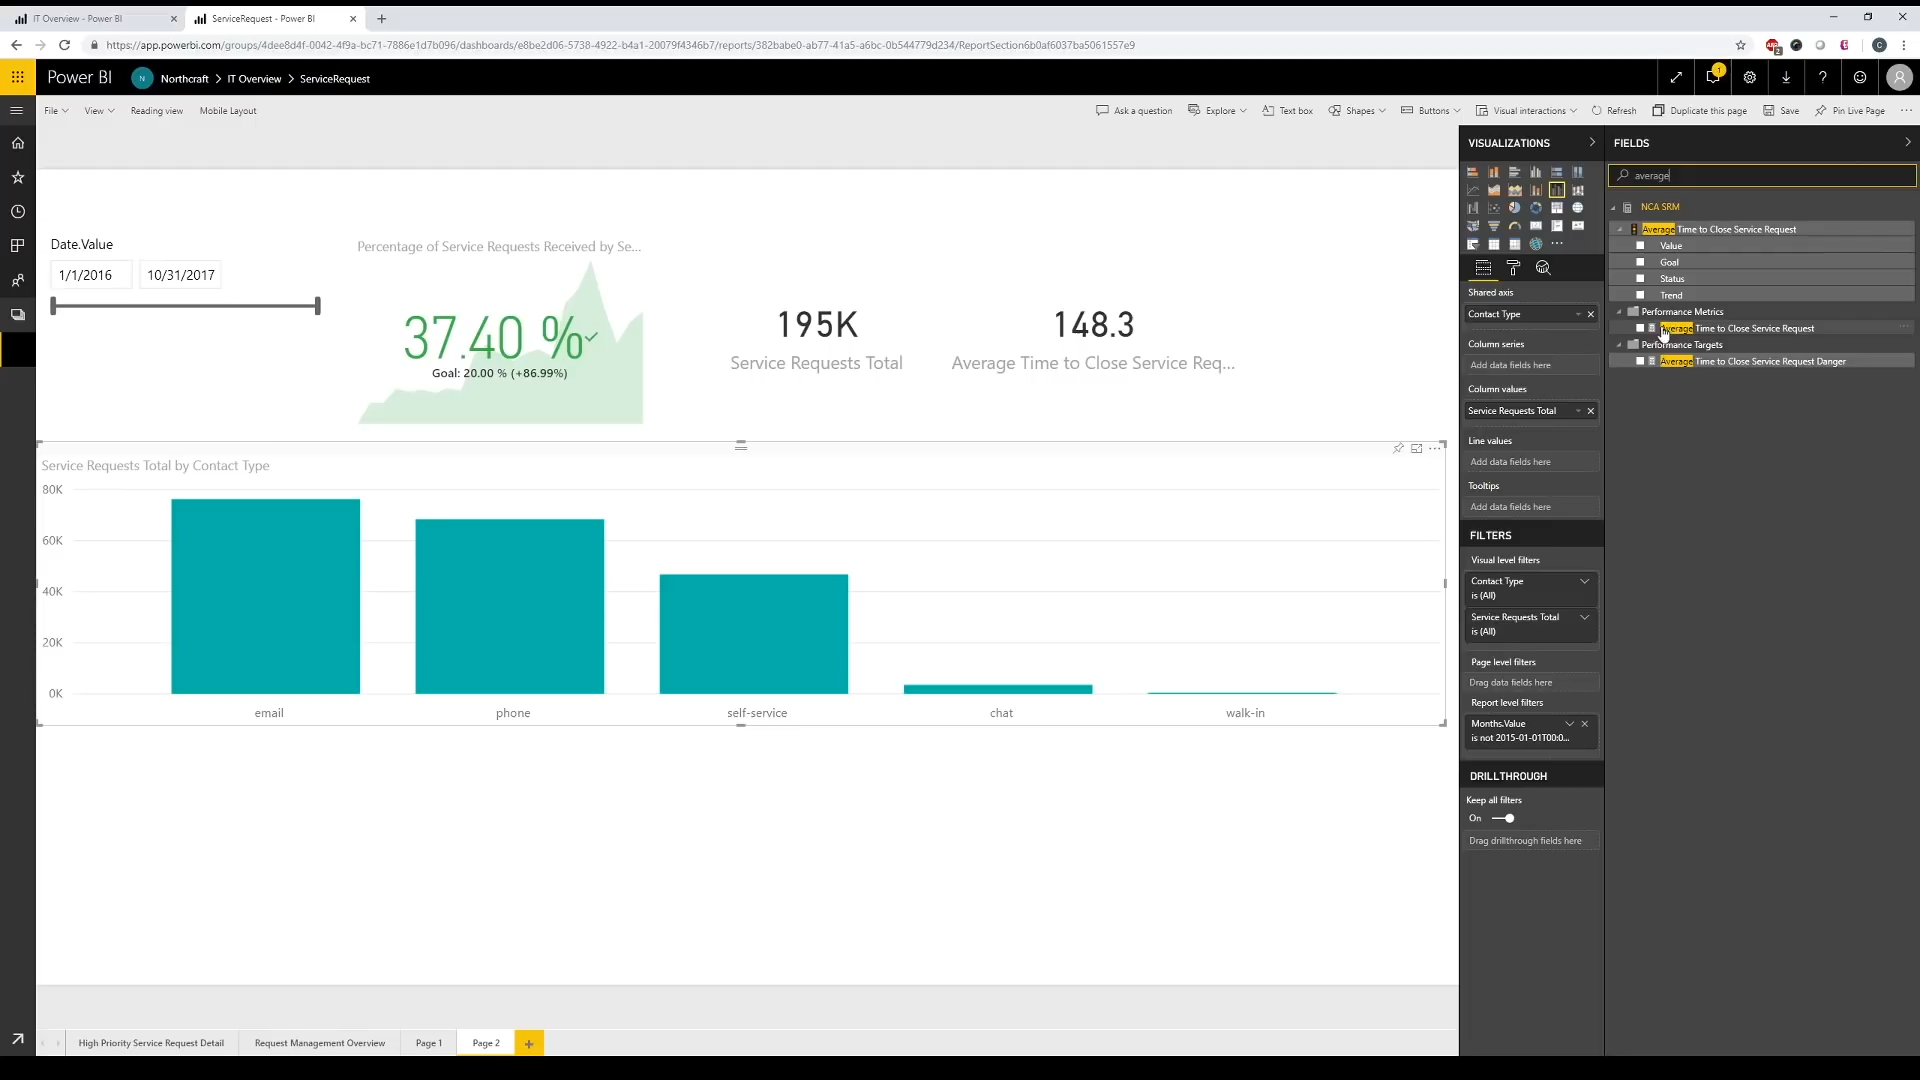 IT Overview - Power BI
ServiceRequest - Power BI
https://app.powerbi.com/groups/4dee8d4f-0042-4f9a-bc71-7886e1d7b096/dashboards/e8be2d06-5738-4922-b4a1-20079f4346b7/reports/382babe0-ab77-41a5-a6bc-0b544779d234/ReportSection6b0af6037ba5061557e9
Power BI
N
Northcraft > IT Overview > ServiceRequest
1
File
View
Reading view
Mobile Layout
Ask a question
Explore
Text box
Shapes
Buttons
Visual interactions
Refresh
Duplicate this page
Save
Pin Live Page
Date.Value
1/1/2016
10/31/2017
Percentage of Service Requests Received by Se...
37.40 %
Goal: 20.00 % (+86.99%)
195K
Service Requests Total
148.3
Average Time to Close Service Req...
Service Requests Total by Contact Type
80K
60K
40K
20K
0K
email
phone
self-service
chat
walk-in
High Priority Service Request Detail
Request Management Overview
Page 1
Page 2
VISUALIZATIONS
Shared axis
Contact Type
Column series
Add data fields here
Column values
Service Requests Total
Line values
Add data fields here
Tooltips
Add data fields here
FILTERS
Visual level filters
Contact Type
is (All)
Service Requests Total
is (All)
Page level filters
Drag data fields here
Report level filters
Months.Value
is not 2015-01-01T00:0...
DRILLTHROUGH
Keep all filters
On
Drag drillthrough fields here
FIELDS
average
NCA SRM
Average Time to Close Service Request
Value
Goal
Status
Trend
Performance Metrics
Average Time to Close Service Request
Performance Targets
Average Time to Close Service Request Danger